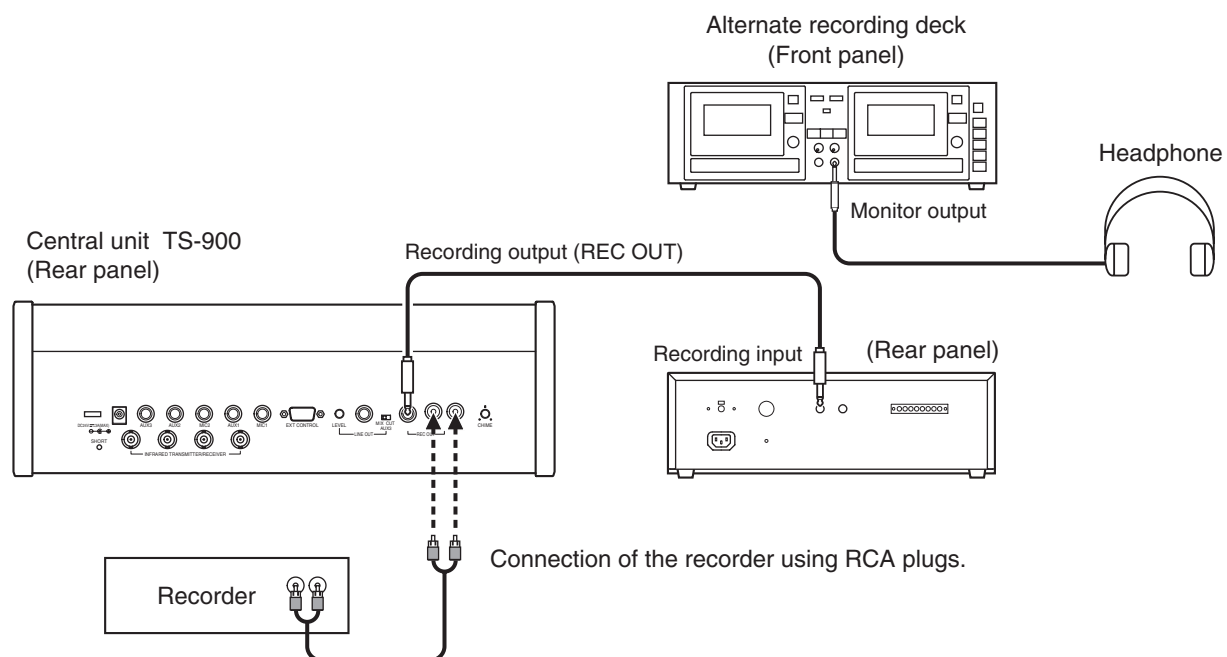 Alternate recording deck
(Front panel)
Headphone
Monitor output
Central unit TS-900
(Rear panel)
Recording output (REC OUT)
Recording input
(Rear panel)
AUX3
AUX2
MIC2
AUX1
MIC1
EXT CONTROL
LEVEL
LINE OUT
MIX CUT
AUX3
REC OUT
CHIME
SHORT
INFRARED TRANSMITTER/RECEIVER
Connection of the recorder using RCA plugs.
Recorder